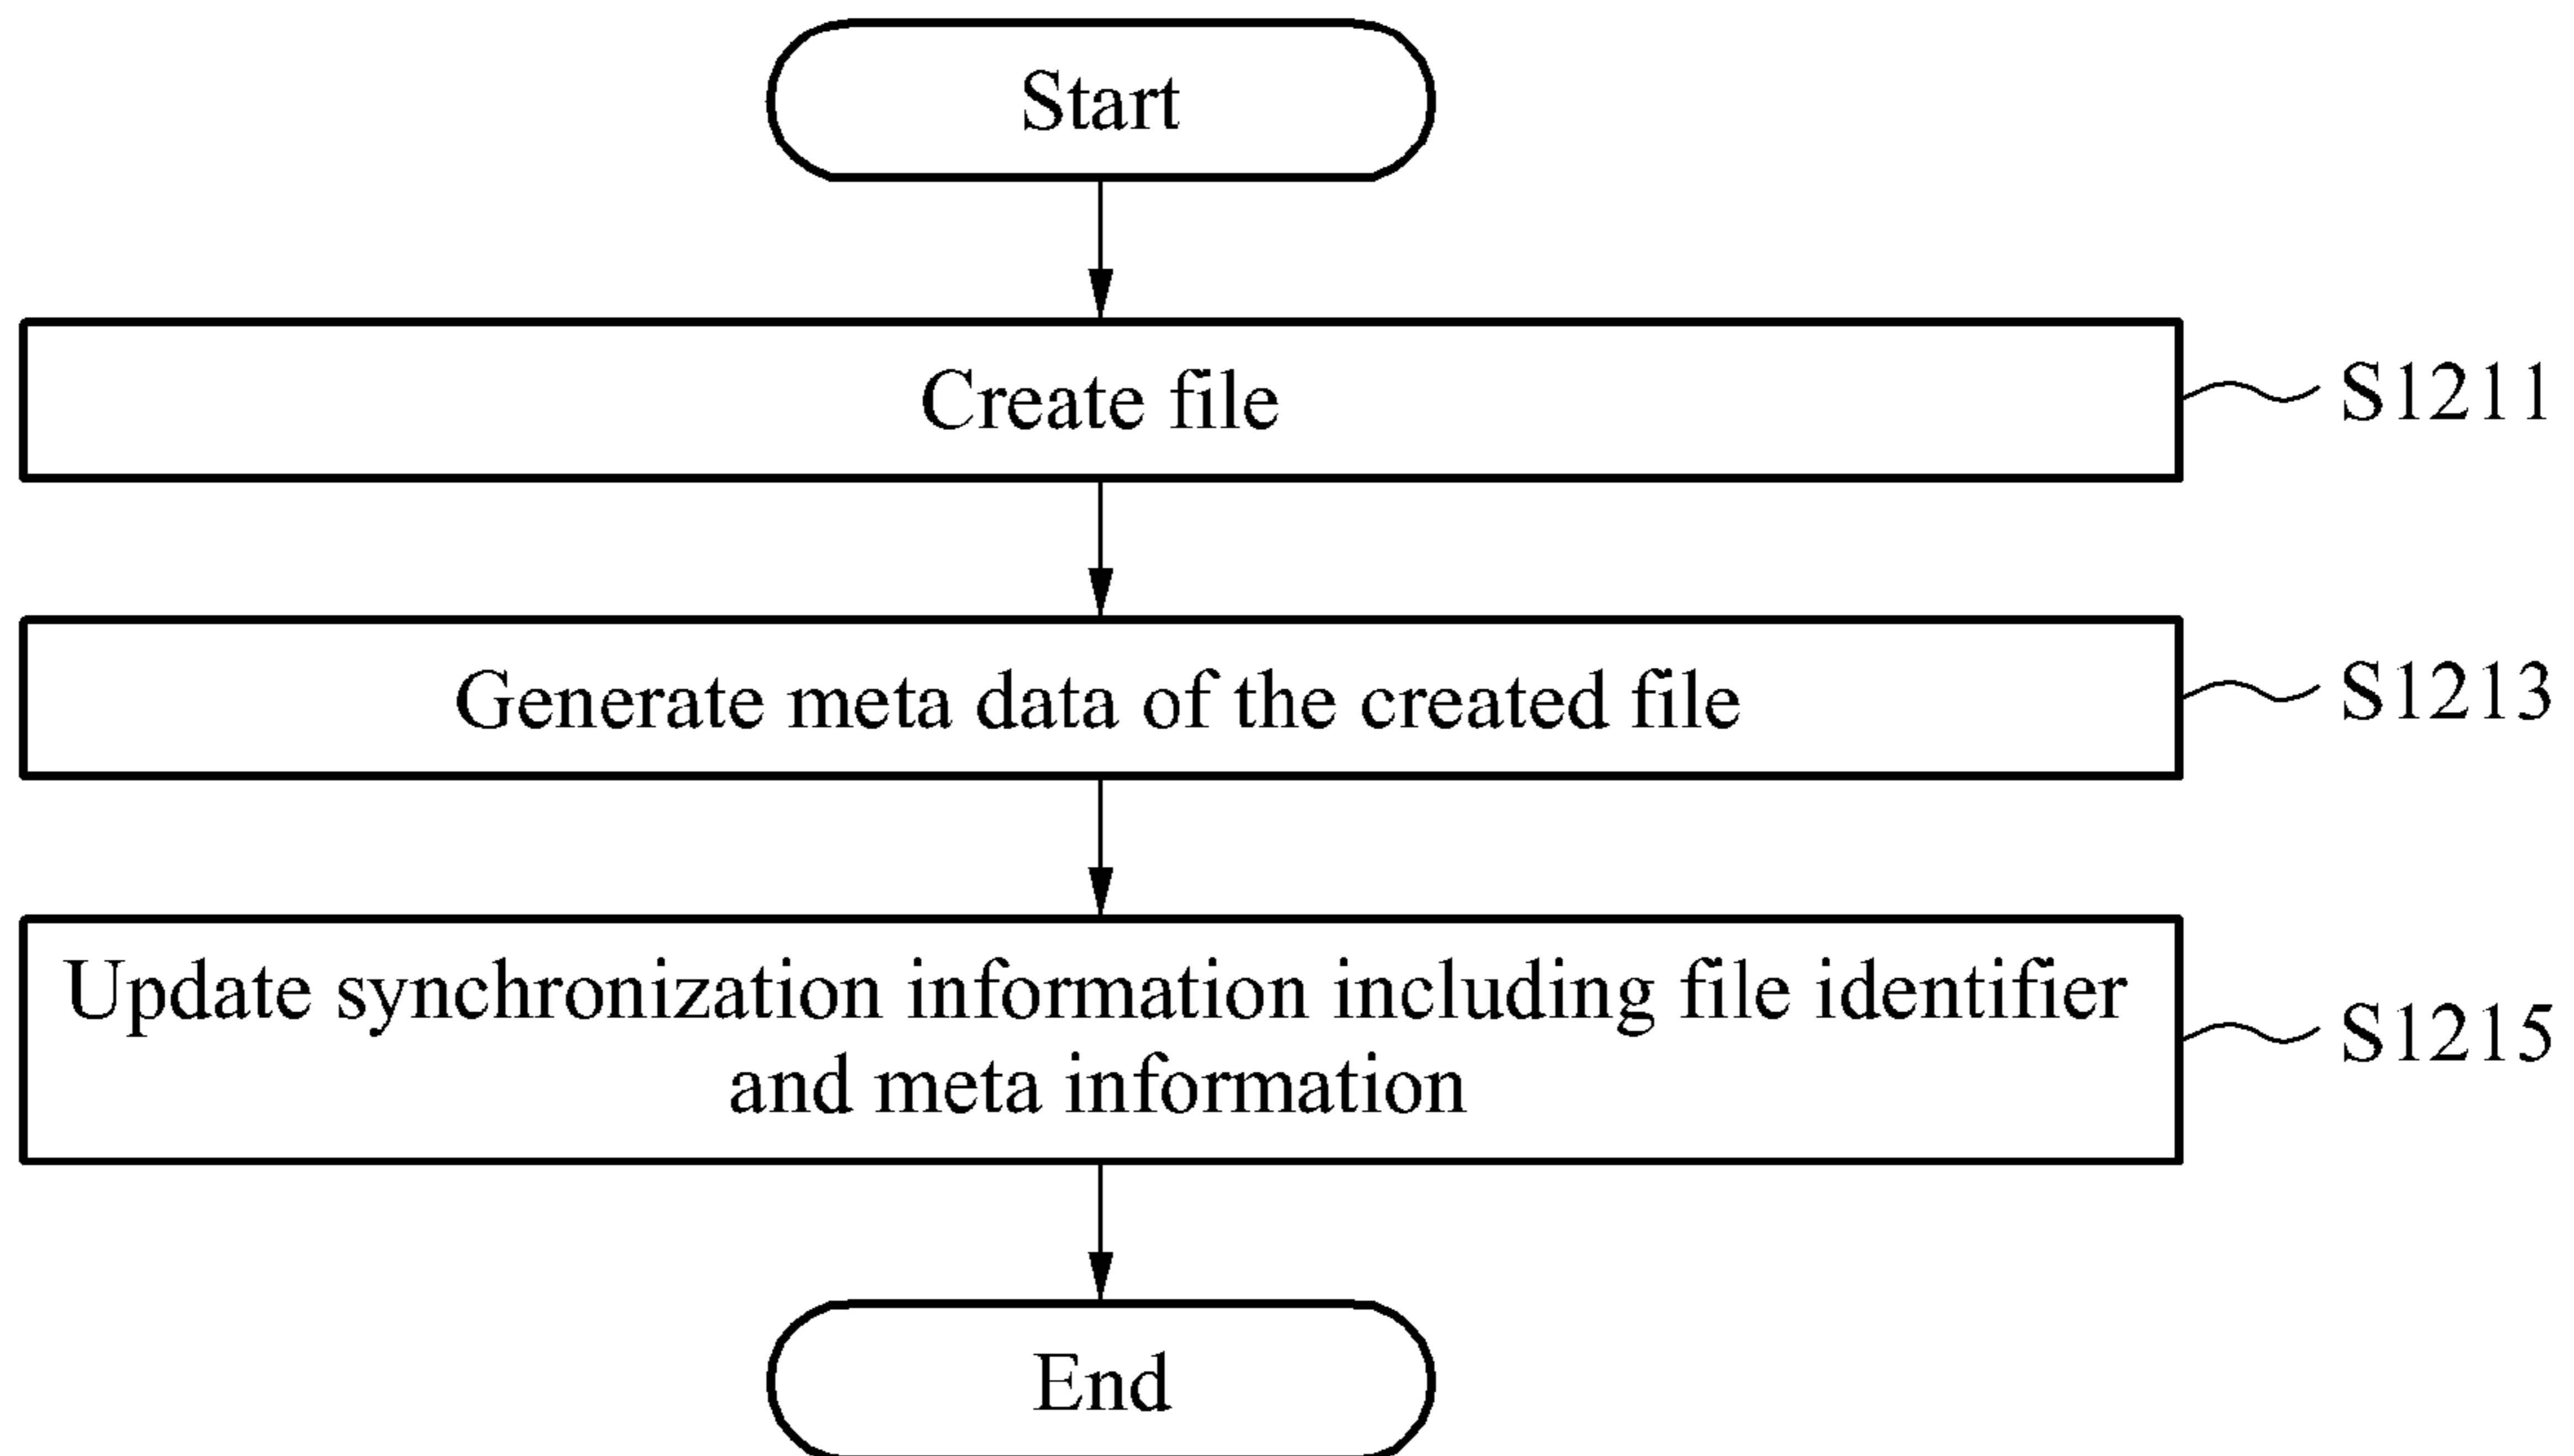 Start
Create file
S1211
Generate meta data of the created file
S1213
Update synchronization information including file identifier
and meta information
S1215
End